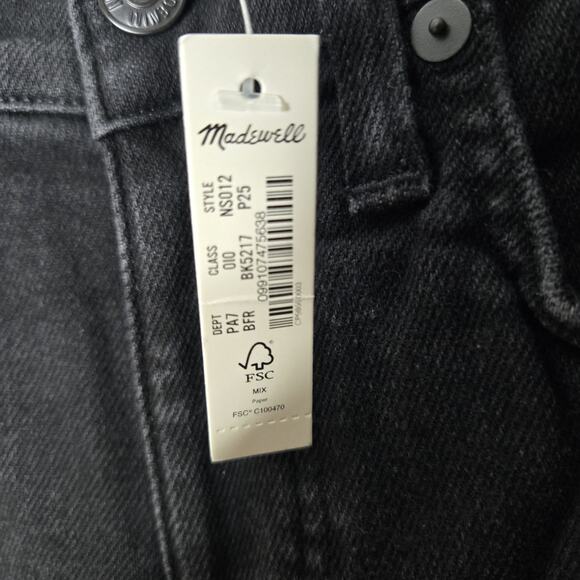 Madewell
STYLE
NS012
P25
CLASS
010
BK5217
DEPT
PA7
BFR
099107475638
FSC®
MIX
Paper
FSC® C100470